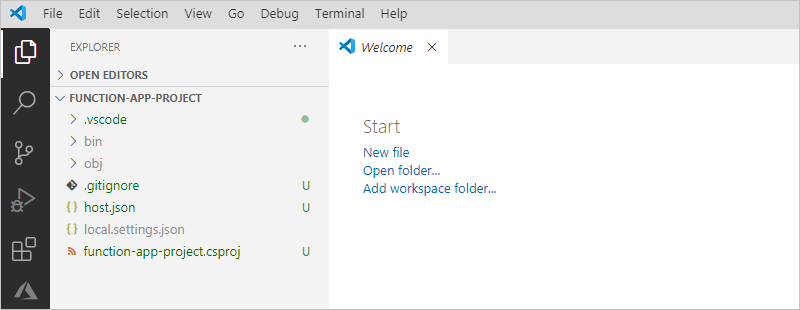 File Edit Selection View Go Debug Terminal Help
EXPLORER ...
Welcome
OPEN EDITORS
FUNCTION-APP-PROJECT
.vscode
bin
obj
.gitignore U
host.json U
local.settings.json
function-app-project.csproj U
Start
New file
Open folder...
Add workspace folder...